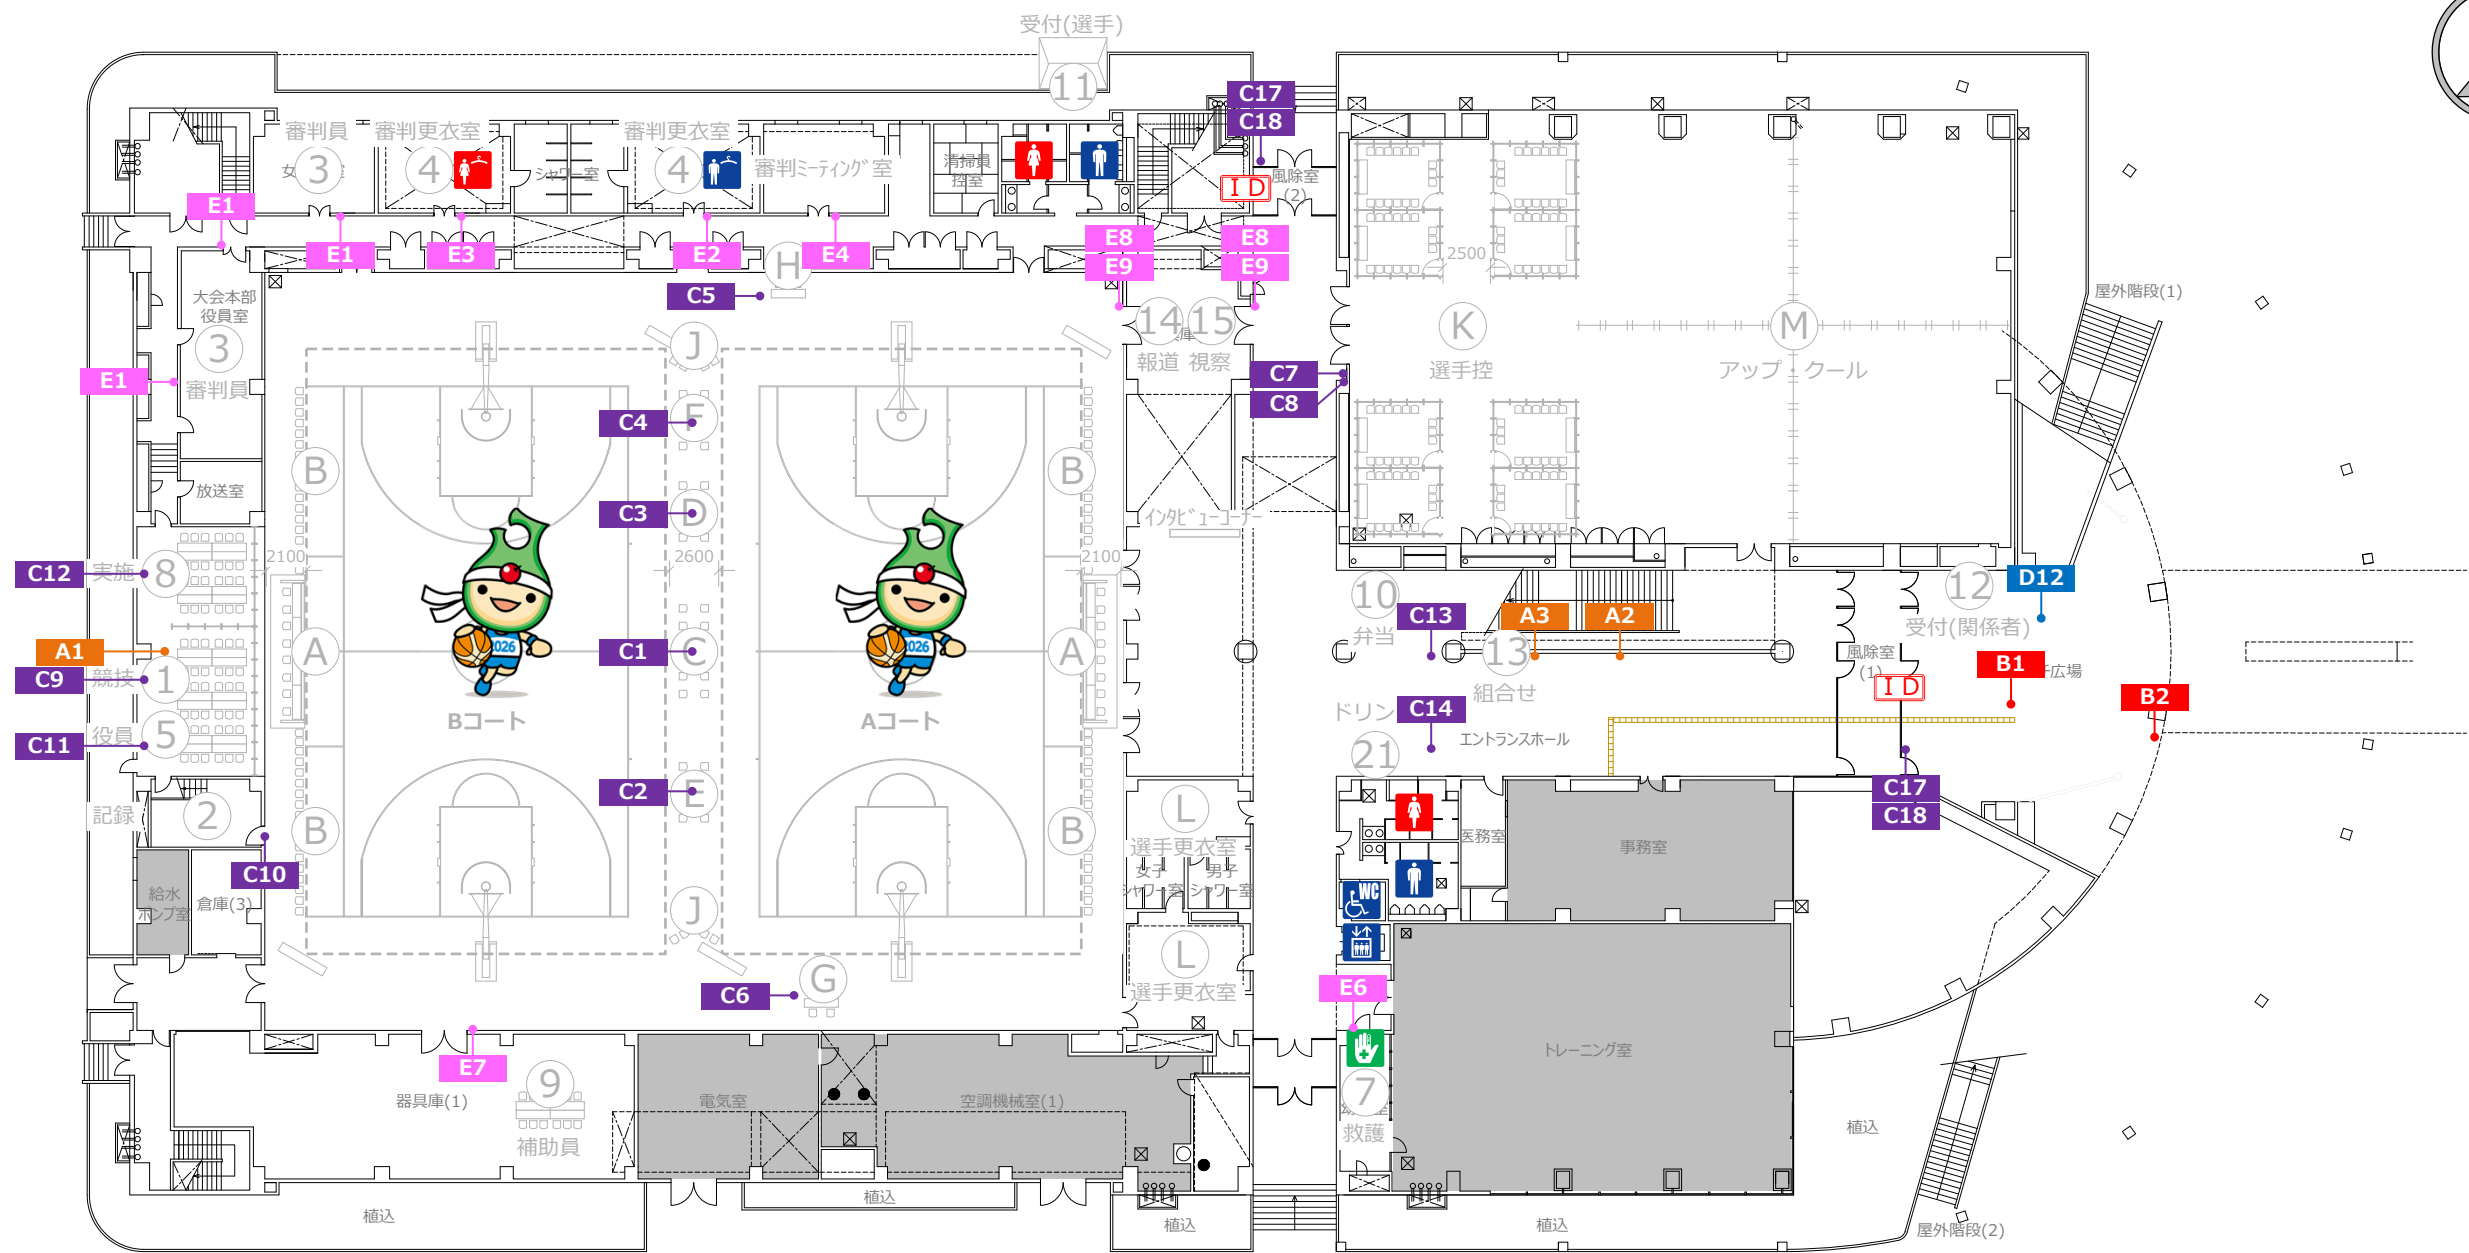 受付(選手)
11
C17
C18
審判員
審判更衣室
審判更衣室
3
4
4
シャワー室
審判ミーティング室
清掃員
控室
風除室
(2)
ID
E1
E1
E3
E2
E4
E8
E8
E9
E9
H
C5
2500
屋外階段(1)
大会本部
役員室
3
審判員
E1
14
15
報道
視察
K
選手控
M
アップ・クール
J
C7
C8
F
C4
B
B
放送室
D
C3
インタビューコーナー
2100
2600
2100
C12
実施
8
10
弁当
C13
A3
A2
12
D12
受付(関係者)
A1
C9
競技
1
A
C1
C
A
2026
2026
13
組合せ
風除室
(1)
ID
B1
広場
B2
C11
役員
5
Bコート
Aコート
ドリン
C14
21
エントランスホール
C17
C18
記録
2
B
C2
E
B
L
選手更衣室
女子
シャワー室
男子
シャワー室
医務室
事務室
C10
給水
ポンプ室
倉庫(3)
WC
J
L
選手更衣室
C6
G
E6
E7
器具庫(1)
9
補助員
電気室
空調機械室(1)
7
救護
トレーニング室
植込
植込
植込
植込
植込
屋外階段(2)